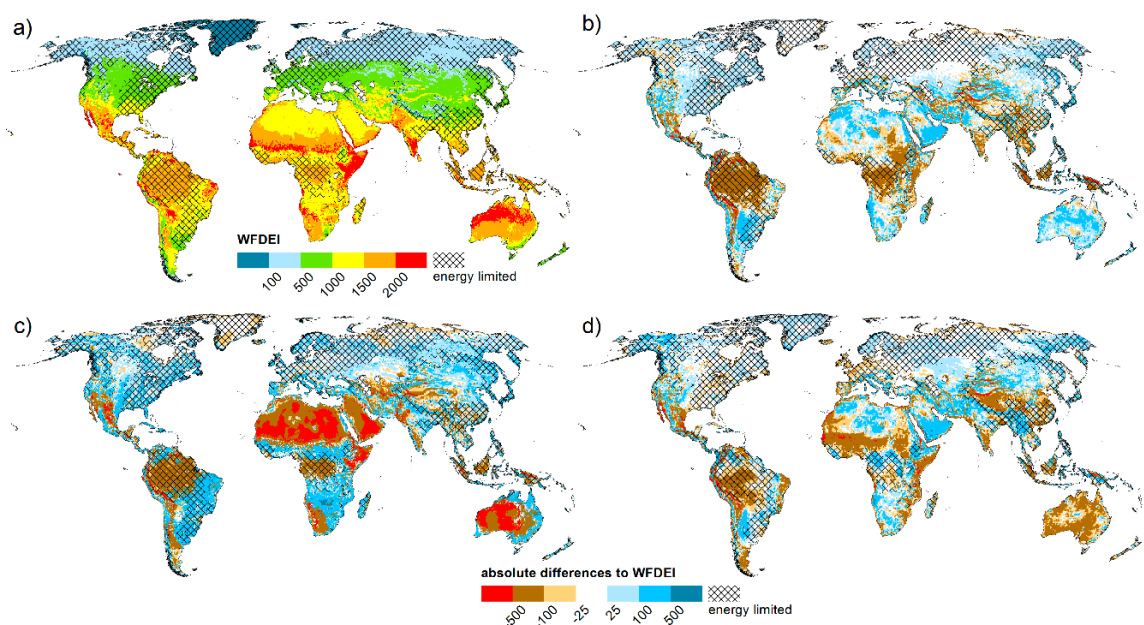 a)
b)
WFDEI
100
500
1000
1500
2000
energy limited
c)
d)
absolute differences to WFDEI
-500
-100
-25
25
100
500
energy limited